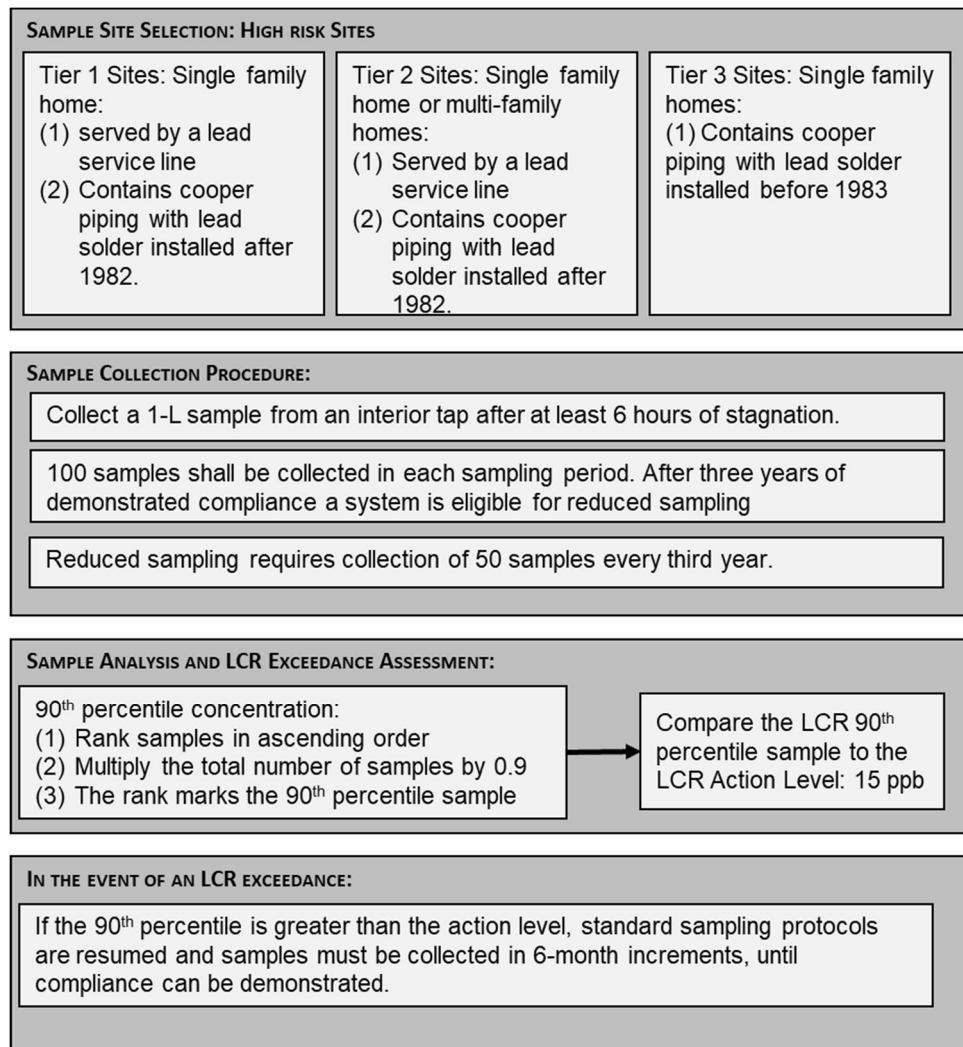 SAMPLE SITE SELECTION: HIGH RISK SITES
Tier 1 Sites: Single family
home:
(1) served by a lead
service line
(2) Contains cooper
piping with lead
solder installed after
1982.
Tier 2 Sites: Single family
home or multi-family
homes:
(1) Served by a lead
service line
(2) Contains cooper
piping with lead
solder installed after
1982.
Tier 3 Sites: Single family
homes:
(1) Contains cooper
piping with lead solder
installed before 1983
SAMPLE COLLECTION PROCEDURE:
Collect a 1-L sample from an interior tap after at least 6 hours of stagnation.
100 samples shall be collected in each sampling period. After three years of
demonstrated compliance a system is eligible for reduced sampling
Reduced sampling requires collection of 50 samples every third year.
SAMPLE ANALYSIS AND LCR EXCEEDANCE ASSESSMENT:
90th percentile concentration:
(1) Rank samples in ascending order
(2) Multiply the total number of samples by 0.9
(3) The rank marks the 90th percentile sample
Compare the LCR 90th
percentile sample to the
LCR Action Level: 15 ppb
IN THE EVENT OF AN LCR EXCEEDANCE:
If the 90th percentile is greater than the action level, standard sampling protocols
are resumed and samples must be collected in 6-month increments, until
compliance can be demonstrated.